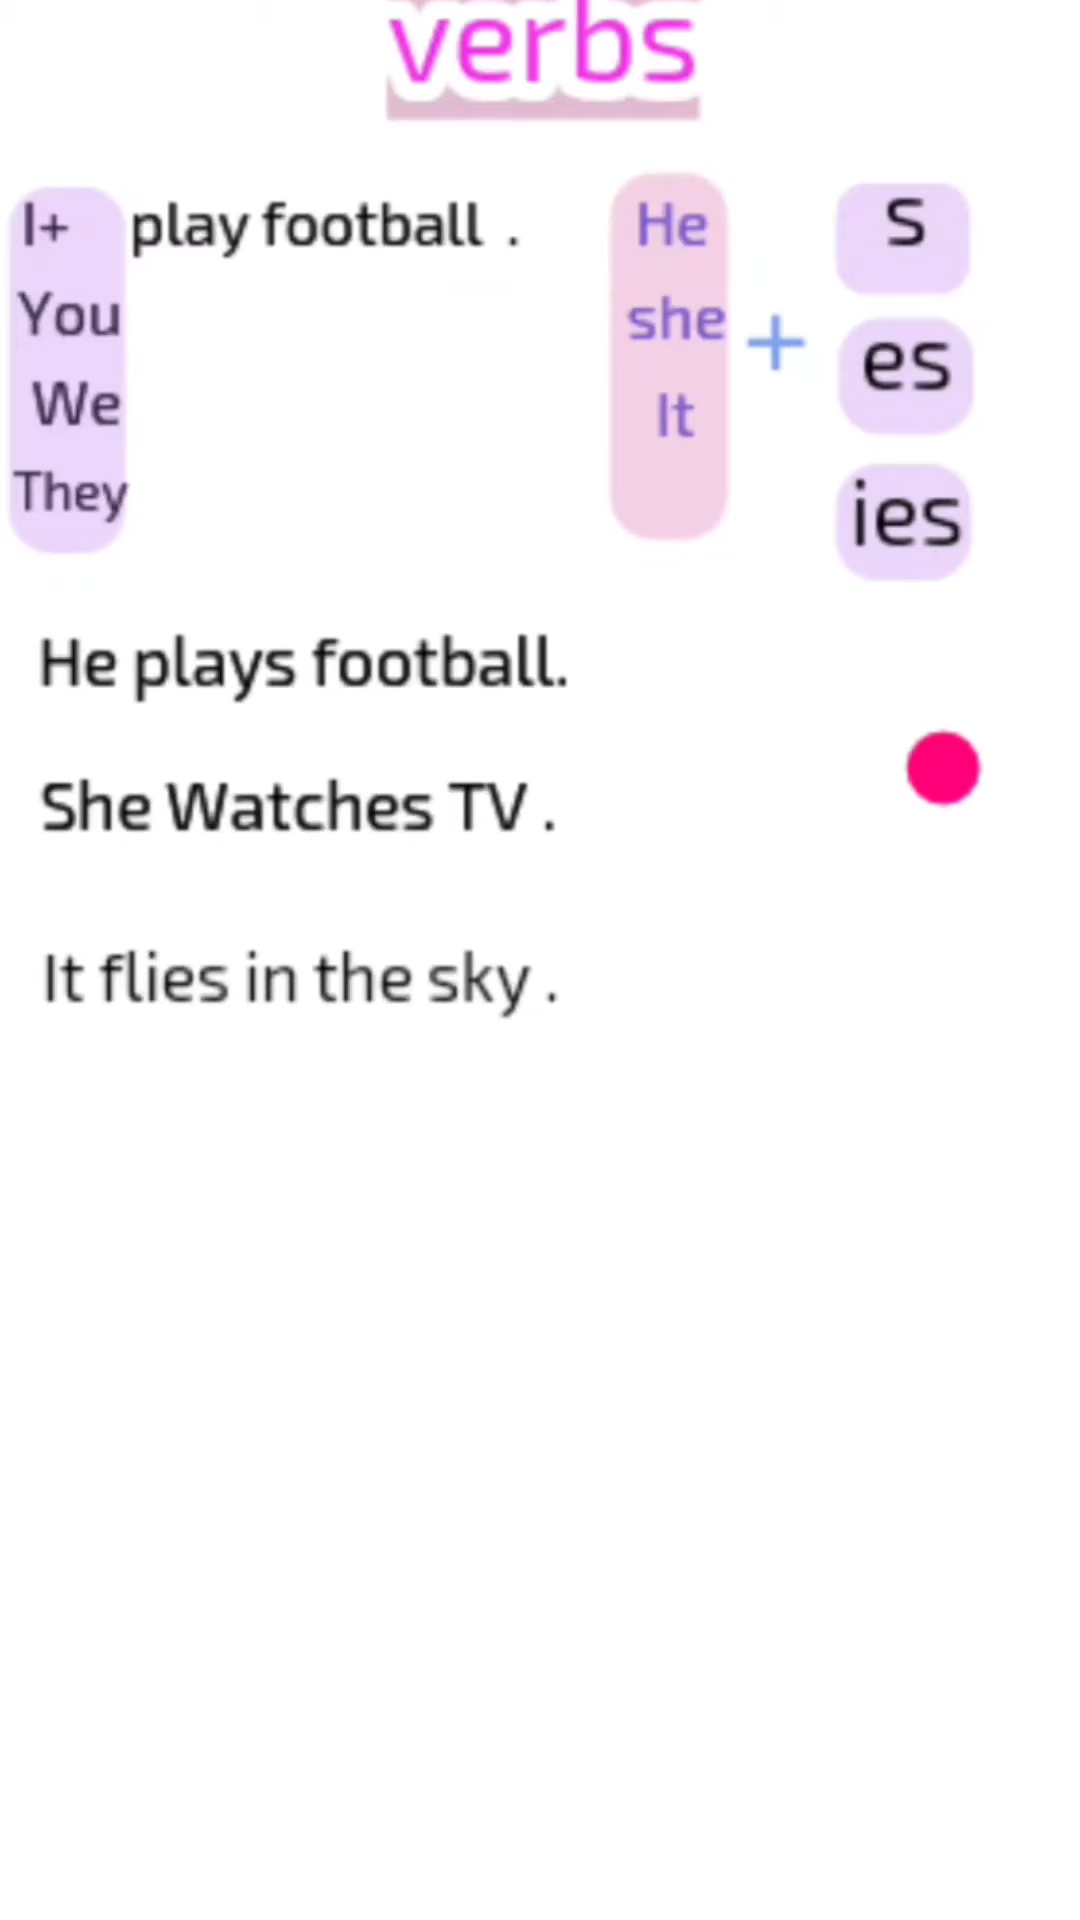 verbs
I+ play football .
You
We
They
He
she
It
+
s
es
ies
He plays football.
She Watches TV .
It flies in the sky .